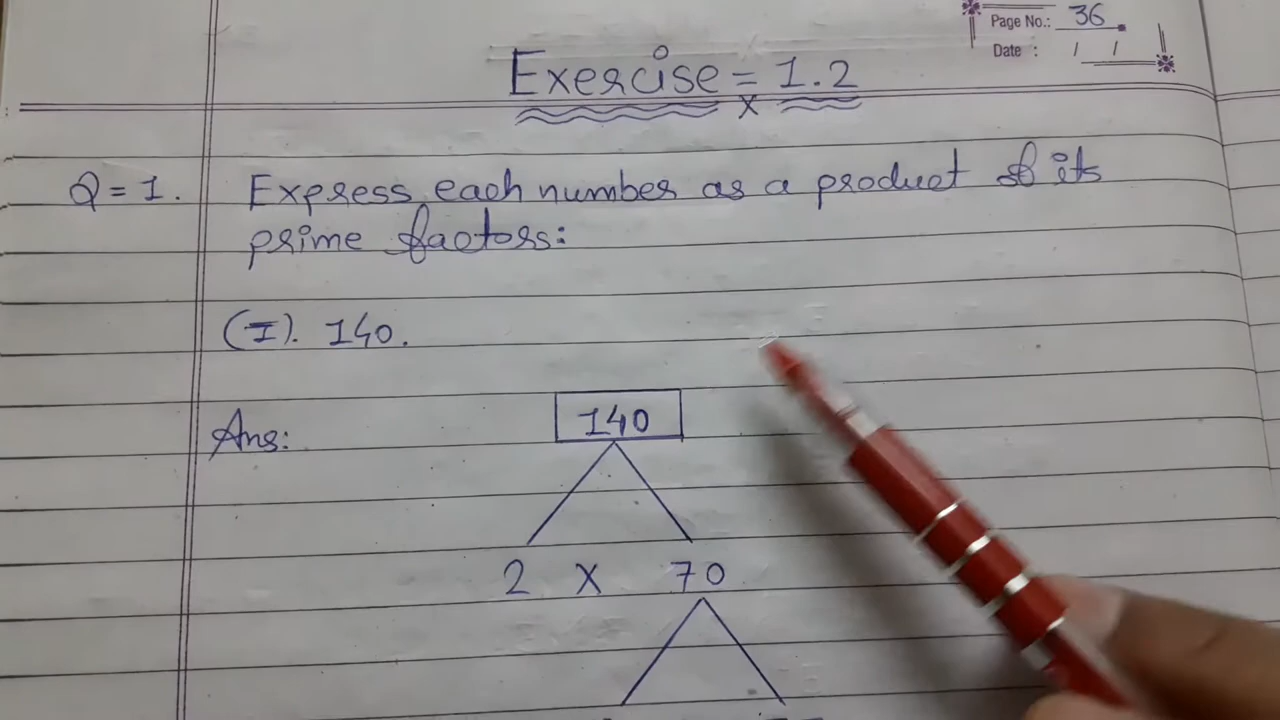 Page No.: 36
Date : / /
Exercise = 1.2
x
Q = 1. Express each number as a product of its
prime factors:
(I). 140.
Ans: 140
2 X 70